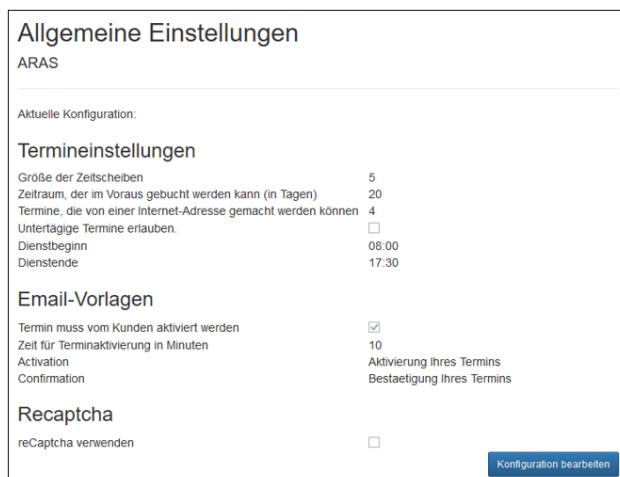 Allgemeine Einstellungen
ARAS
Aktuelle Konfiguration:
Termineinstellungen
Größe der Zeitscheiben 5
Zeitraum, der im Voraus gebucht werden kann (in Tagen) 20
Termine, die von einer Internet-Adresse gemacht werden können 4
Untertägige Termine erlauben.
Dienstbeginn 08:00
Dienstende 17:30
Email-Vorlagen
Termin muss vom Kunden aktiviert werden
Zeit für Terminaktivierung in Minuten 10
Activation Aktivierung Ihres Termins
Confirmation Bestaetigung Ihres Termins
Recaptcha
reCaptcha verwenden
Konfiguration bearbeiten